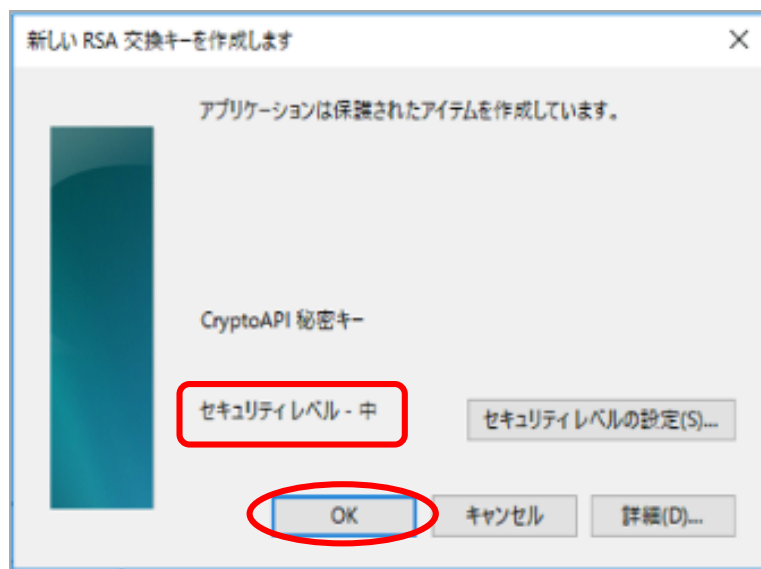 新しい RSA 交換キーを作成します
アプリケーションは保護されたアイテムを作成しています。
CryptoAPI 秘密キー
セキュリティ レベル - 中
セキュリティ レベルの設定(S)...
OK
キャンセル
詳細(D)...